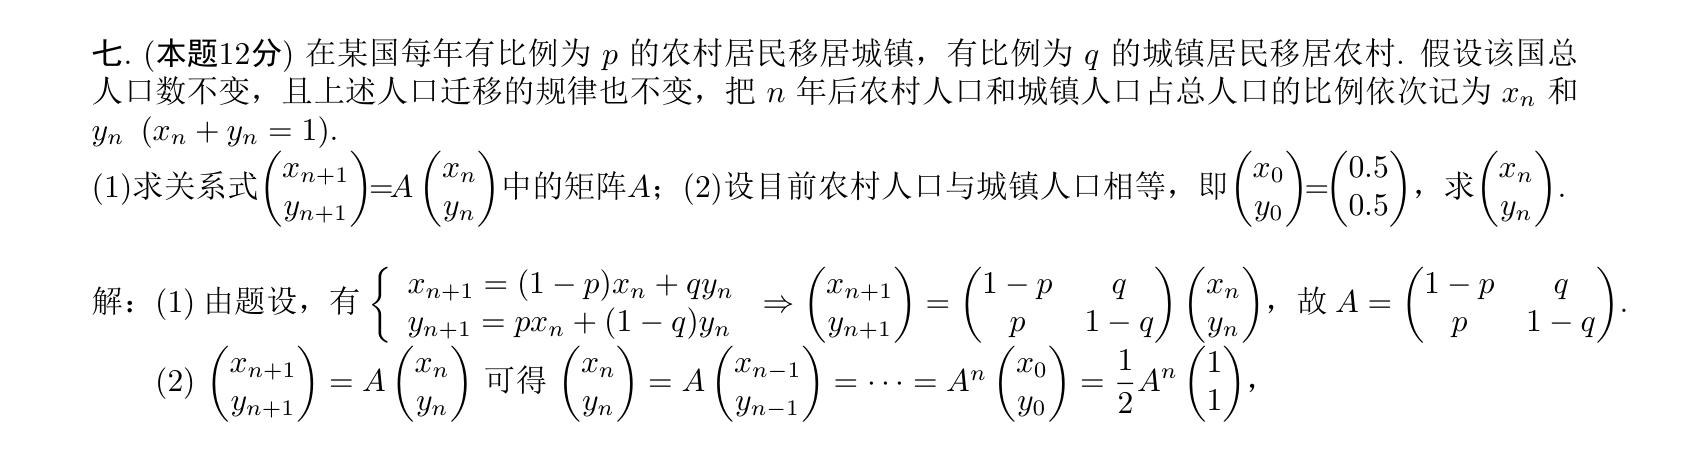 七. (本题12分) 在某国每年有比例为 p 的农村居民移居城镇，有比例为 q 的城镇居民移居农村. 假设该国总
人口数不变，且上述人口迁移的规律也不变，把 n 年后农村人口和城镇人口占总人口的比例依次记为 xₙ 和
yₙ (xₙ + yₙ = 1).
(1)求关系式 \begin{pmatrix} x_{n+1} \\ y_{n+1} \end{pmatrix}=A\begin{pmatrix} x_n \\ y_n \end{pmatrix} 中的矩阵A；(2)设目前农村人口与城镇人口相等，即 \begin{pmatrix} x_0 \\ y_0 \end{pmatrix}=\begin{pmatrix} 0.5 \\ 0.5 \end{pmatrix}，求 \begin{pmatrix} x_n \\ y_n \end{pmatrix}.
解：(1) 由题设，有 \begin{cases} x_{n+1} = (1-p)x_n + qy_n \\ y_{n+1} = px_n + (1-q)y_n \end{cases} ⇒ \begin{pmatrix} x_{n+1} \\ y_{n+1} \end{pmatrix} = \begin{pmatrix} 1-p & q \\ p & 1-q \end{pmatrix}\begin{pmatrix} x_n \\ y_n \end{pmatrix}，故 A = \begin{pmatrix} 1-p & q \\ p & 1-q \end{pmatrix}.
(2) \begin{pmatrix} x_{n+1} \\ y_{n+1} \end{pmatrix} = A\begin{pmatrix} x_n \\ y_n \end{pmatrix} 可得 \begin{pmatrix} x_n \\ y_n \end{pmatrix} = A\begin{pmatrix} x_{n-1} \\ y_{n-1} \end{pmatrix} = ⋯ = A^n\begin{pmatrix} x_0 \\ y_0 \end{pmatrix} = \frac{1}{2}A^n\begin{pmatrix} 1 \\ 1 \end{pmatrix}，